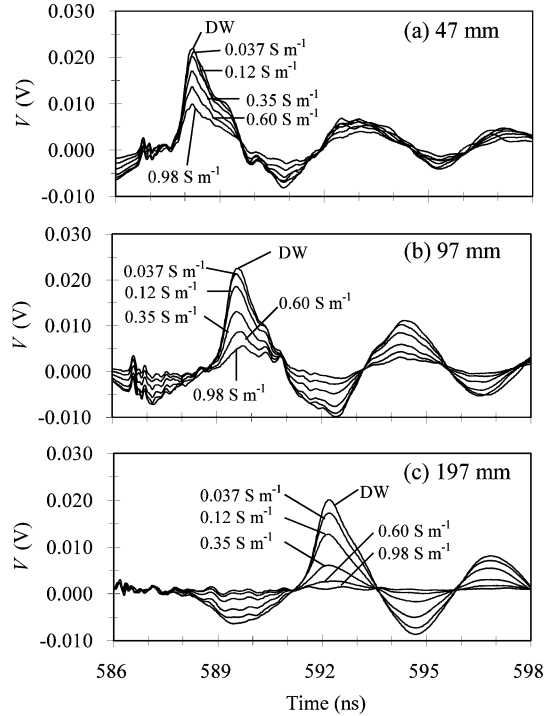 0.030
(a) 47 mm
DW
0.037 S m-1
0.020
0.12 S m-1
V (V)
0.35 S m-1
0.010
0.60 S m-1
0.000
0.98 S m-1
-0.010
0.030
(b) 97 mm
DW
0.037 S m-1
0.020
0.12 S m-1
0.60 S m-1
V (V)
0.35 S m-1
0.010
0.000
0.98 S m-1
-0.010
0.030
(c) 197 mm
0.037 S m-1
DW
0.020
0.12 S m-1
0.60 S m-1
V (V)
0.35 S m-1
0.98 S m-1
0.010
0.000
-0.010
586 589 592 595 598
Time (ns)